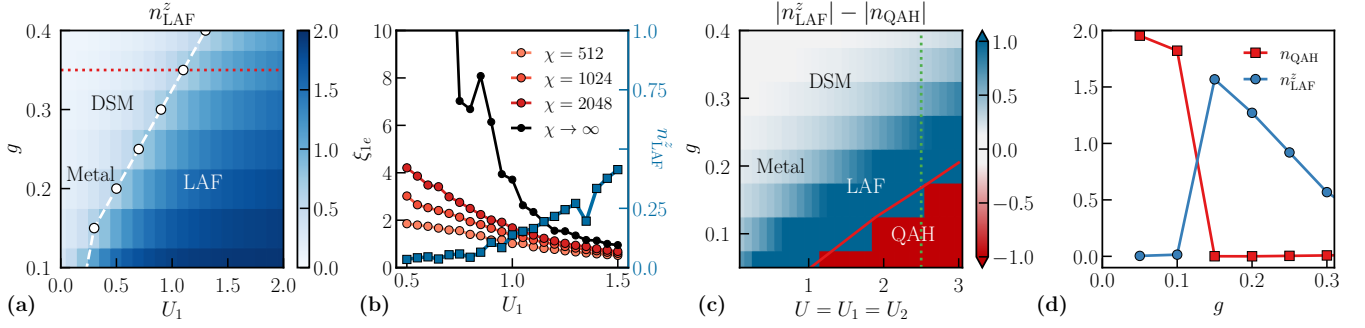 n^z_LAF
0.4
0.3
0.2
0.1
g
DSM
Metal
LAF
0.0
0.5
1.0
1.5
2.0
U_1
2.0
1.5
1.0
0.5
0.0
(a)
10
8
6
4
2
0
ξ_1e
χ = 512
χ = 1024
χ = 2048
χ → ∞
1.0
0.75
0.5
0.25
0
n^z_LAF
0.5
1.0
1.5
U_1
(b)
|n^z_LAF| − |n_QAH|
0.4
0.3
0.2
0.1
g
DSM
Metal
LAF
QAH
1
2
3
U = U_1 = U_2
1.0
0.5
0.0
−0.5
−1.0
(c)
2.0
1.5
1.0
0.5
0.0
n_QAH
n^z_LAF
0.0
0.1
0.2
0.3
g
(d)